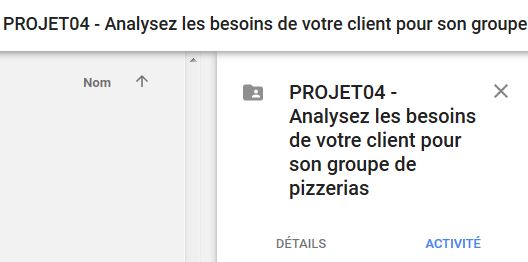 PROJET04 - Analysez les besoins de votre client pour son groupe
Nom
PROJET04 -
Analysez les besoins
de votre client pour
son groupe de
pizzerias
DÉTAILS
ACTIVITÉ